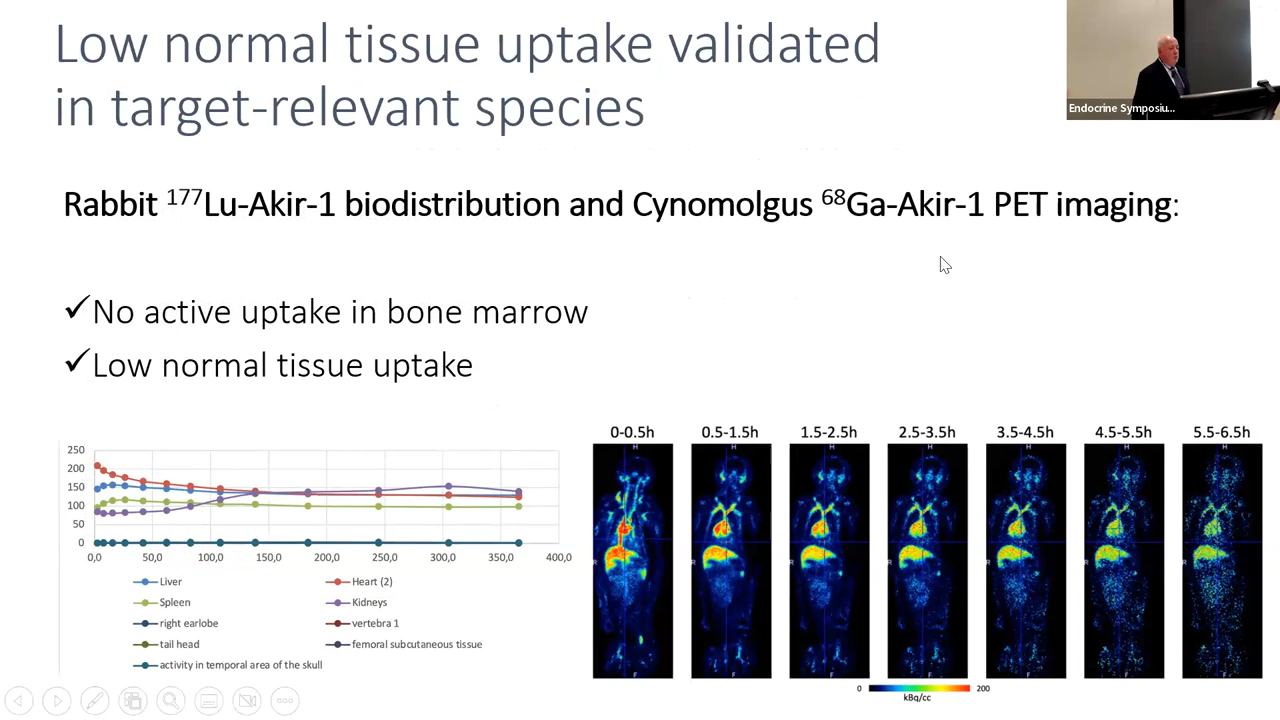 Low normal tissue uptake validated
in target-relevant species
Endocrine Symposiu...
Rabbit ¹⁷⁷Lu-Akir-1 biodistribution and Cynomolgus ⁶⁸Ga-Akir-1 PET imaging:
✓No active uptake in bone marrow
✓Low normal tissue uptake
250
200
150
100
50
0
0,0 50,0 100,0 150,0 200,0 250,0 300,0 350,0 400,0
Liver Heart (2)
Spleen Kidneys
right earlobe vertebra 1
tail head femoral subcutaneous tissue
activity in temporal area of the skull
0-0.5h 0.5-1.5h 1.5-2.5h 2.5-3.5h 3.5-4.5h 4.5-5.5h 5.5-6.5h
H H H H H H H
R R R R R R R
F F F F F F F
0 200
kBq/cc